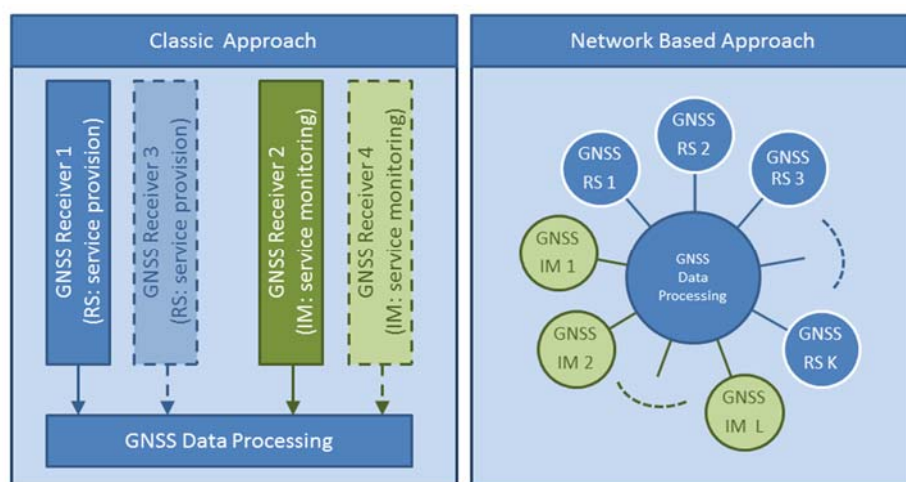 Classic Approach
GNSS Receiver 1
(RS: service provision)
GNSS Receiver 3
(RS: service provision)
GNSS Receiver 2
(IM: service monitoring)
GNSS Receiver 4
(IM: service monitoring)
GNSS Data Processing
Network Based Approach
GNSS
RS 1
GNSS
RS 2
GNSS
RS 3
GNSS
IM 1
GNSS
Data
Processing
GNSS
IM 2
GNSS
RS K
GNSS
IM L